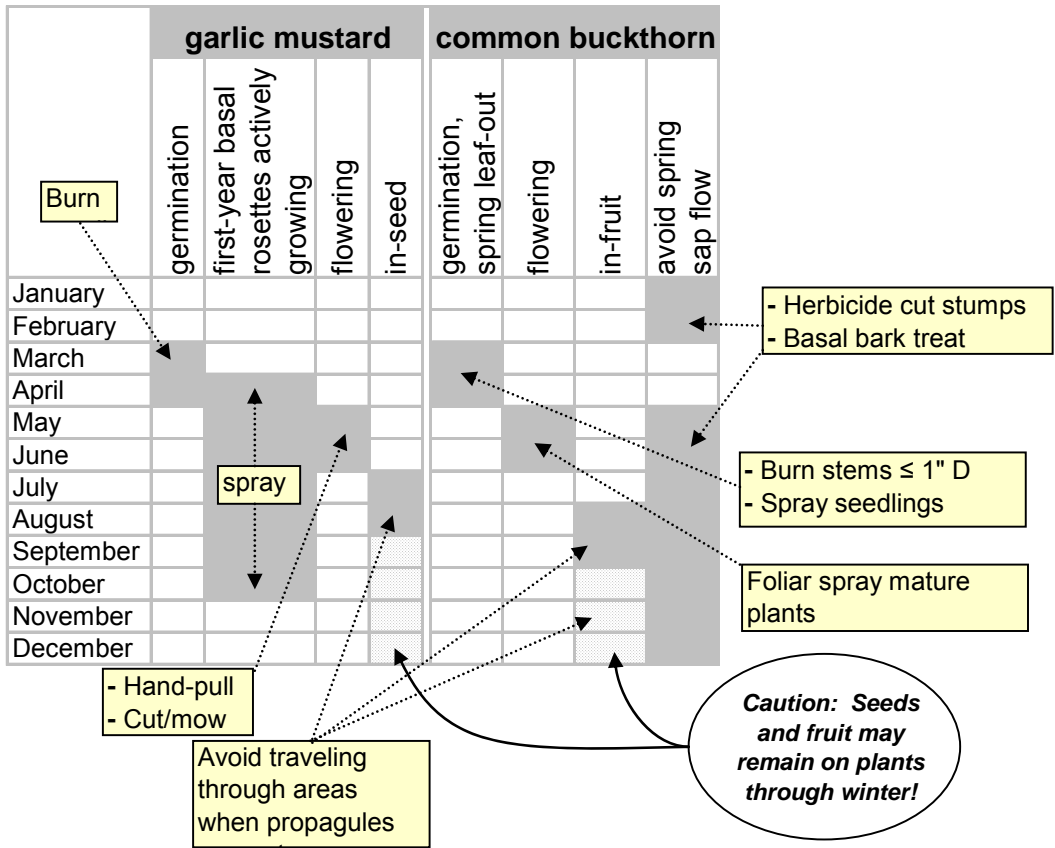 garlic mustard
common buckthorn
germination
first-year basal
rosettes actively
growing
flowering
in-seed
germination,
spring leaf-out
flowering
in-fruit
avoid spring
sap flow
Burn
January
February
March
April
May
June
July
August
September
October
November
December
spray
- Herbicide cut stumps
- Basal bark treat
- Burn stems ≤ 1" D
- Spray seedlings
Foliar spray mature
plants
- Hand-pull
- Cut/mow
Avoid traveling
through areas
when propagules
Caution: Seeds
and fruit may
remain on plants
through winter!